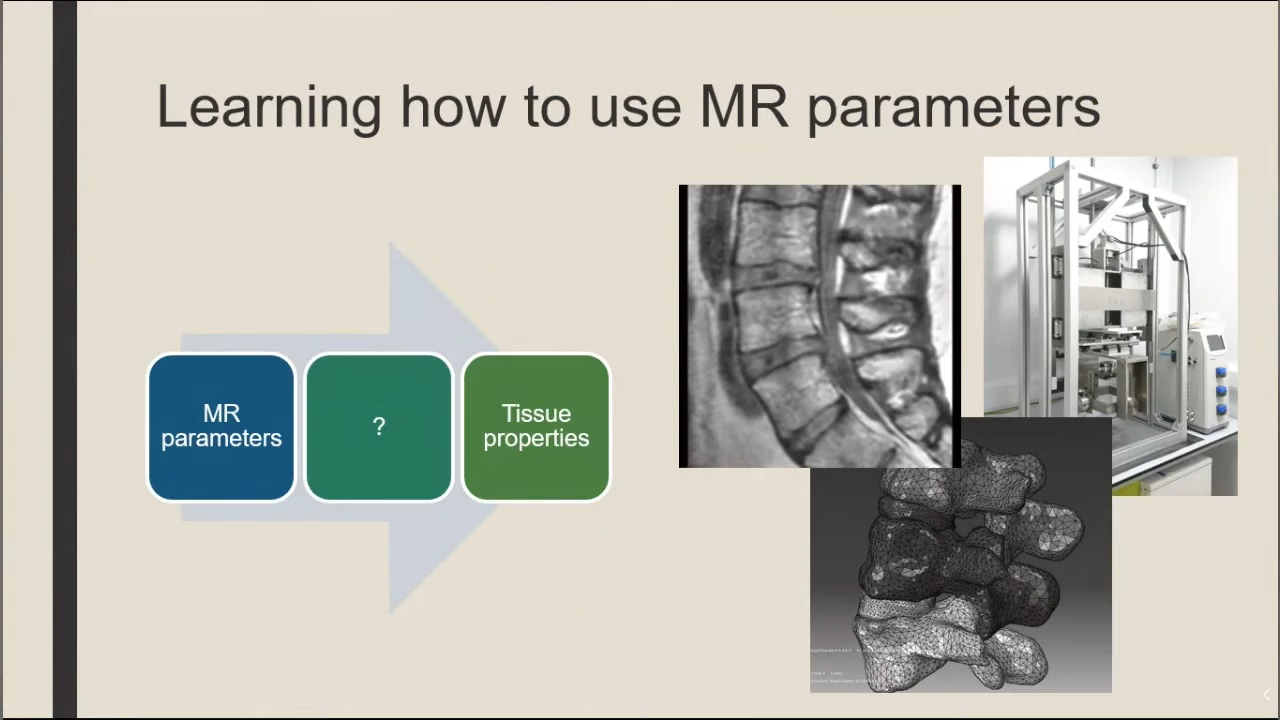 Learning how to use MR parameters
MR
parameters
?
Tissue
properties